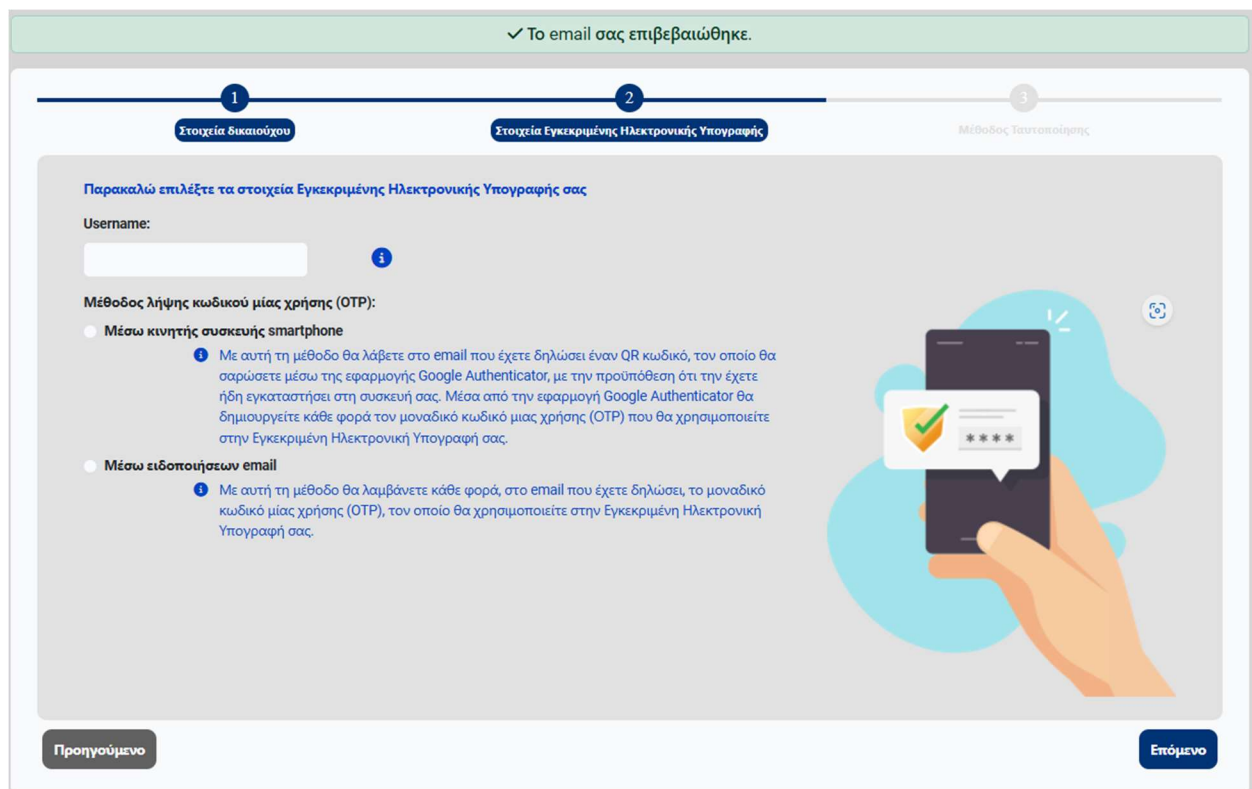 ✓ Το email σας επιβεβαιώθηκε.
1
2
3
Στοιχεία δικαιούχου
Στοιχεία Εγκεκριμένης Ηλεκτρονικής Υπογραφής
Μέθοδος Ταυτοποίησης
Παρακαλώ επιλέξτε τα στοιχεία Εγκεκριμένης Ηλεκτρονικής Υπογραφής σας
Username:
Μέθοδος λήψης κωδικού μίας χρήσης (OTP):
Μέσω κινητής συσκευής smartphone
Με αυτή τη μέθοδο θα λάβετε στο email που έχετε δηλώσει έναν QR κωδικό, τον οποίο θα
σαρώσετε μέσω της εφαρμογής Google Authenticator, με την προϋπόθεση ότι την έχετε
ήδη εγκαταστήσει στη συσκευή σας. Μέσα από την εφαρμογή Google Authenticator θα
δημιουργείτε κάθε φορά τον μοναδικό κωδικό μιας χρήσης (OTP) που θα χρησιμοποιείτε
στην Εγκεκριμένη Ηλεκτρονική Υπογραφή σας.
Μέσω ειδοποιήσεων email
Με αυτή τη μέθοδο θα λαμβάνετε κάθε φορά, στο email που έχετε δηλώσει, το μοναδικό
κωδικό μίας χρήσης (OTP), τον οποίο θα χρησιμοποιείτε στην Εγκεκριμένη Ηλεκτρονική
Υπογραφή σας.
****
Προηγούμενο
Επόμενο